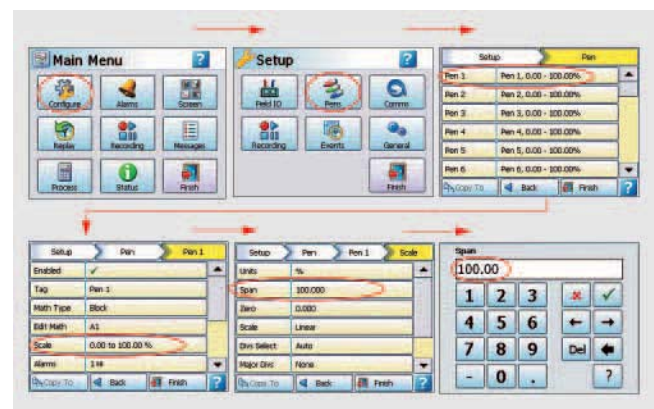 Main Menu
?
Configure
Alarms
Screen
Replay
Recording
Messages
Process
Status
Finish
Setup
?
Field IO
Pens
Comms
Recording
Events
General
Finish
Setup Pen
Pen 1 Pen 1, 0.00 - 100.00%
Pen 2 Pen 2, 0.00 - 100.00%
Pen 3 Pen 3, 0.00 - 100.00%
Pen 4 Pen 4, 0.00 - 100.00%
Pen 5 Pen 5, 0.00 - 100.00%
Pen 6 Pen 6, 0.00 - 100.00%
Copy To Back Finish ?
Setup Pen Pen 1
Enabled ✓
Tag Pen 1
Math Type Block
Edit Math A1
Scale 0.00 to 100.00 %
Alarms
Copy To Back Finish ?
Setup Pen Pen 1 Scale
Units %
Span 100.000
Zero 0.000
Scale Linear
Divs Select Auto
Major Divs None
Copy To Back Finish ?
Span
100.00
1 2 3 × ✓
4 5 6 ← →
7 8 9 Del ←
- 0 . ?